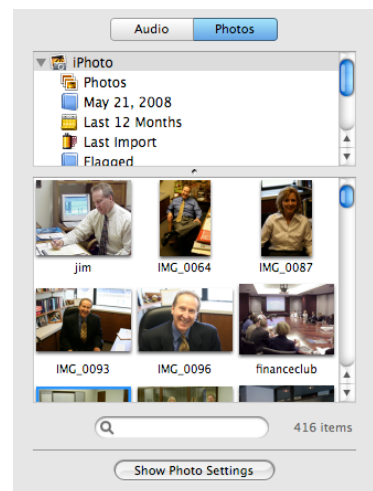 Audio Photos
iPhoto
Photos
May 21, 2008
Last 12 Months
Last Import
Flagged
jim IMG_0064 IMG_0087
IMG_0093 IMG_0096 financeclub
416 items
Show Photo Settings